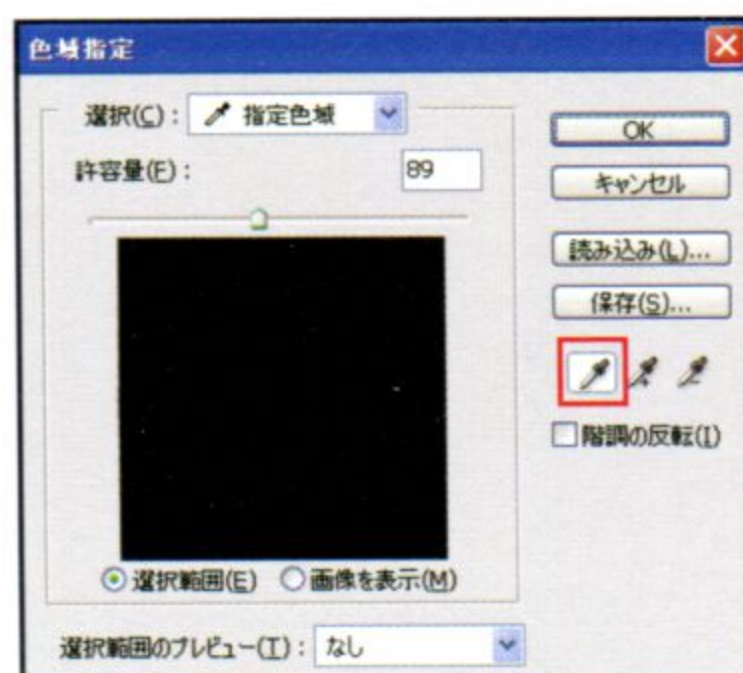 色域指定
選択(C): 指定色域
許容量(F): 89
選択範囲(E) 画像を表示(M)
選択範囲のプレビュー(T): なし
OK
キャンセル
読み込み(L)...
保存(S)...
階調の反転(I)